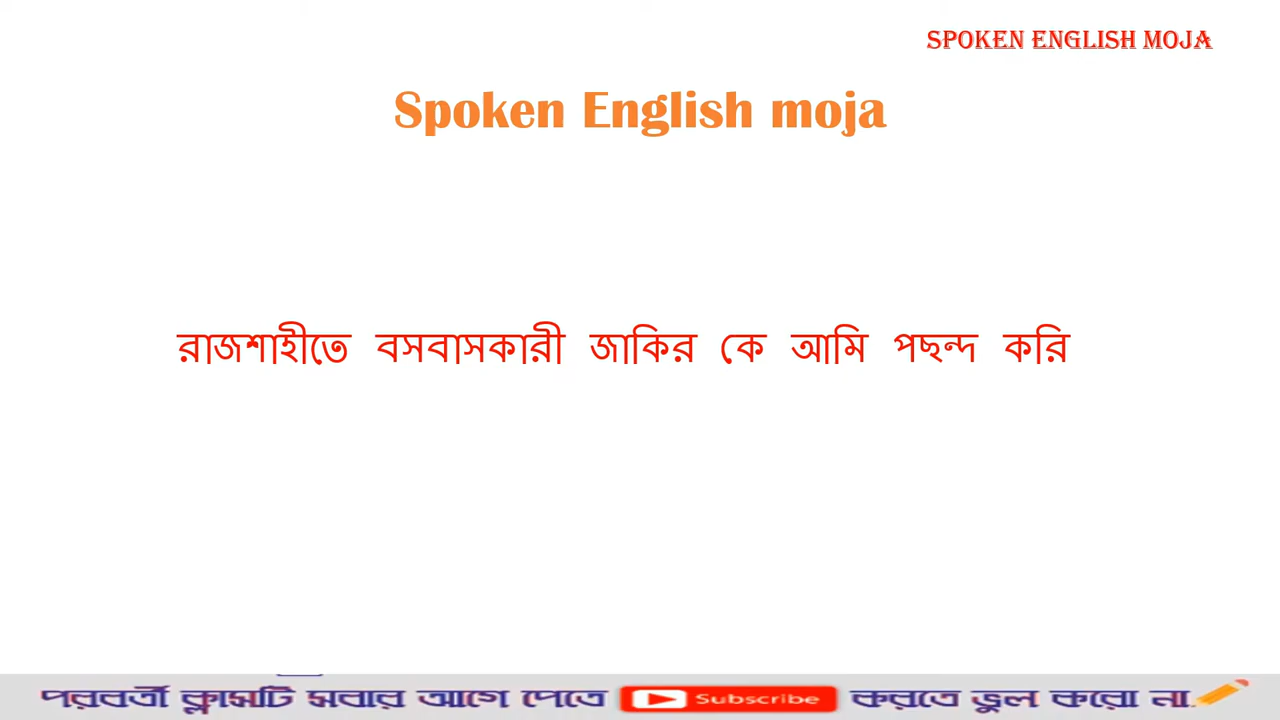 SPOKEN ENGLISH MOJA
Spoken English moja
রাজশাহীতে বসবাসকারী জাকির কে আমি পছন্দ করি
পরবর্তী ক্লাসটি সবার আগে পেতে Subscribe করতে ভুল করো না